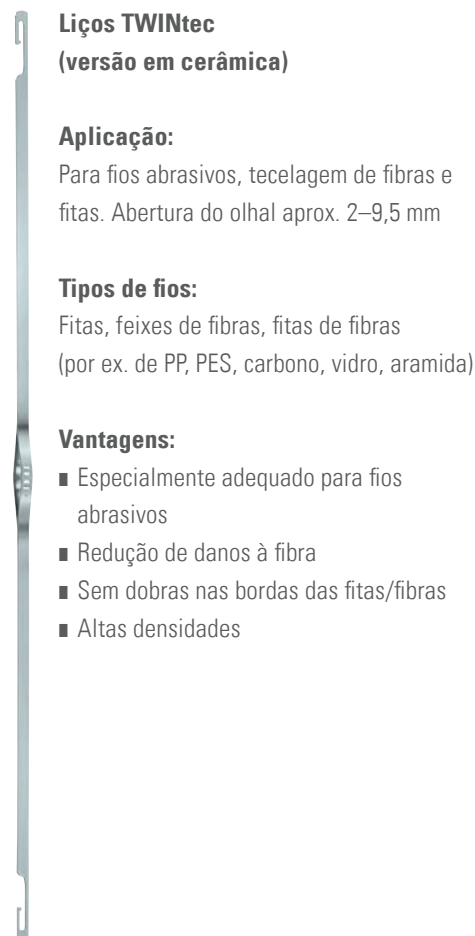 Liços TWINtec
(versão em cerâmica)
Aplicação:
Para fios abrasivos, tecelagem de fibras e
fitas. Abertura do olhal aprox. 2–9,5 mm
Tipos de fios:
Fitas, feixes de fibras, fitas de fibras
(por ex. de PP, PES, carbono, vidro, aramida)
Vantagens:
■ Especialmente adequado para fios
abrasivos
■ Redução de danos à fibra
■ Sem dobras nas bordas das fitas/fibras
■ Altas densidades